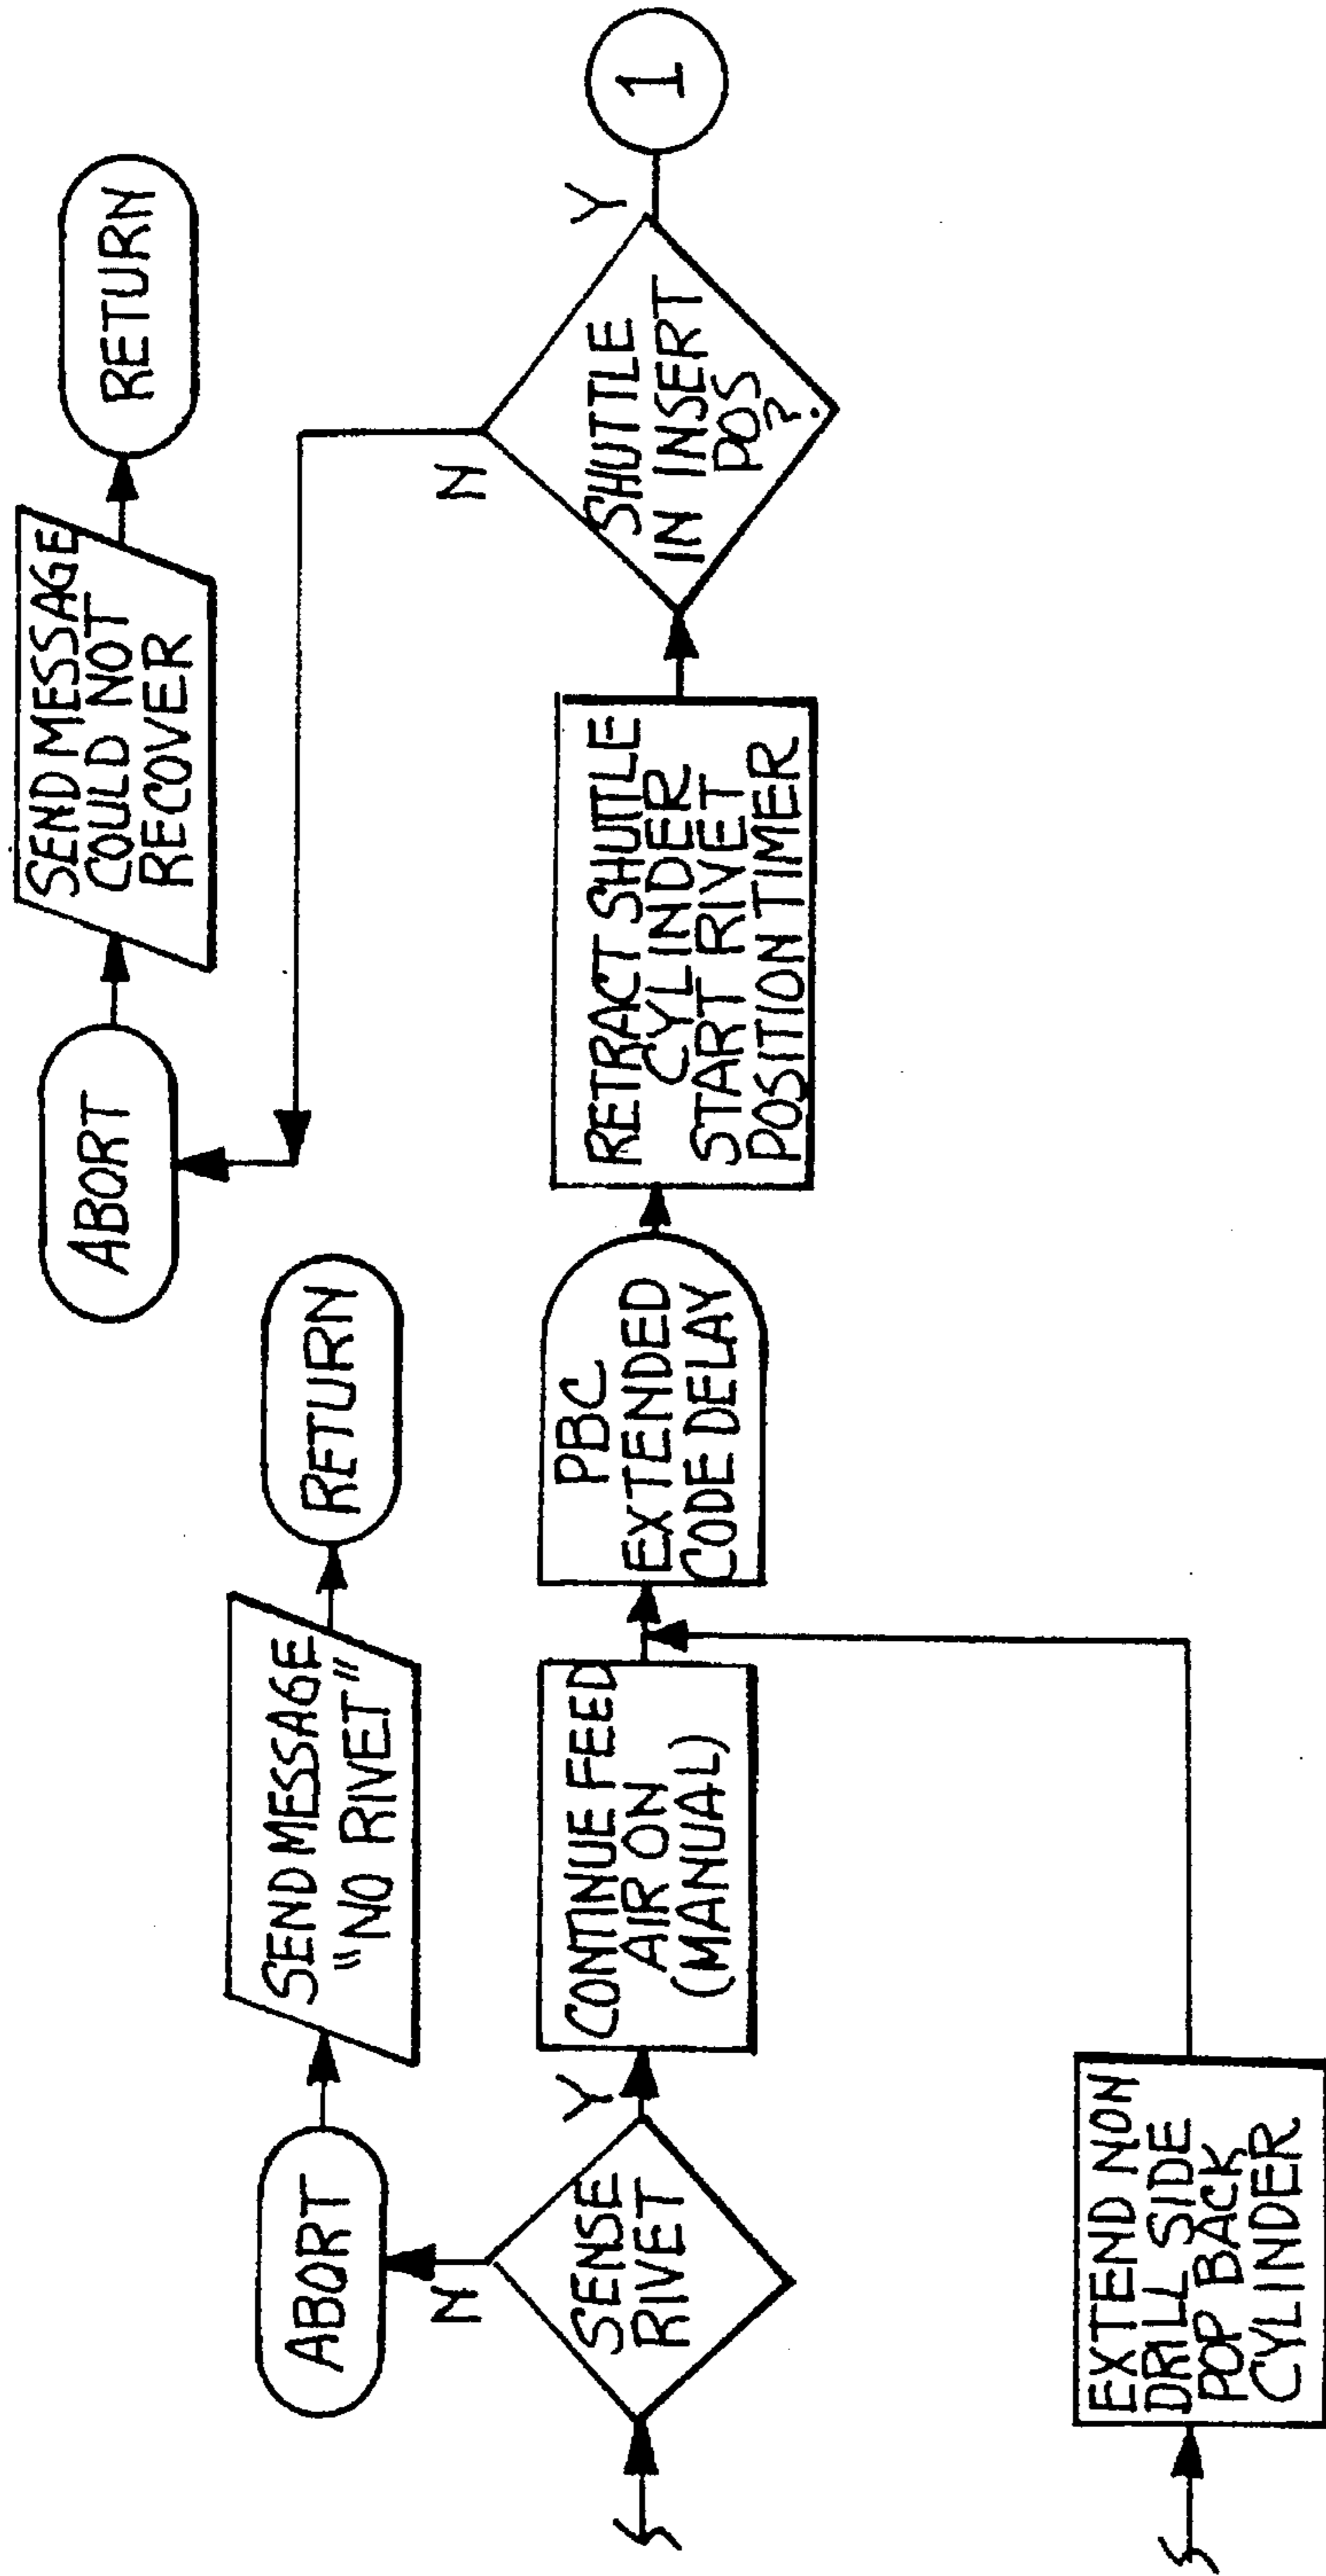 SEND MESSAGE
COULD NOT
RECOVER
RETURN
ABORT
SEND MESSAGE
"NO RIVET"
RETURN
ABORT
N
SENSE
RIVET
Y
CONTINUE FEED
AIR ON
(MANUAL)
PBC
EXTENDED
CODE DELAY
RETRACT SHUTTLE
CYLINDER
START RIVET
POSITION TIMER
N
SHUTTLE
IN INSERT
POS
?
Y
1
EXTEND NON
DRILL SIDE
POP BACK
CYLINDER